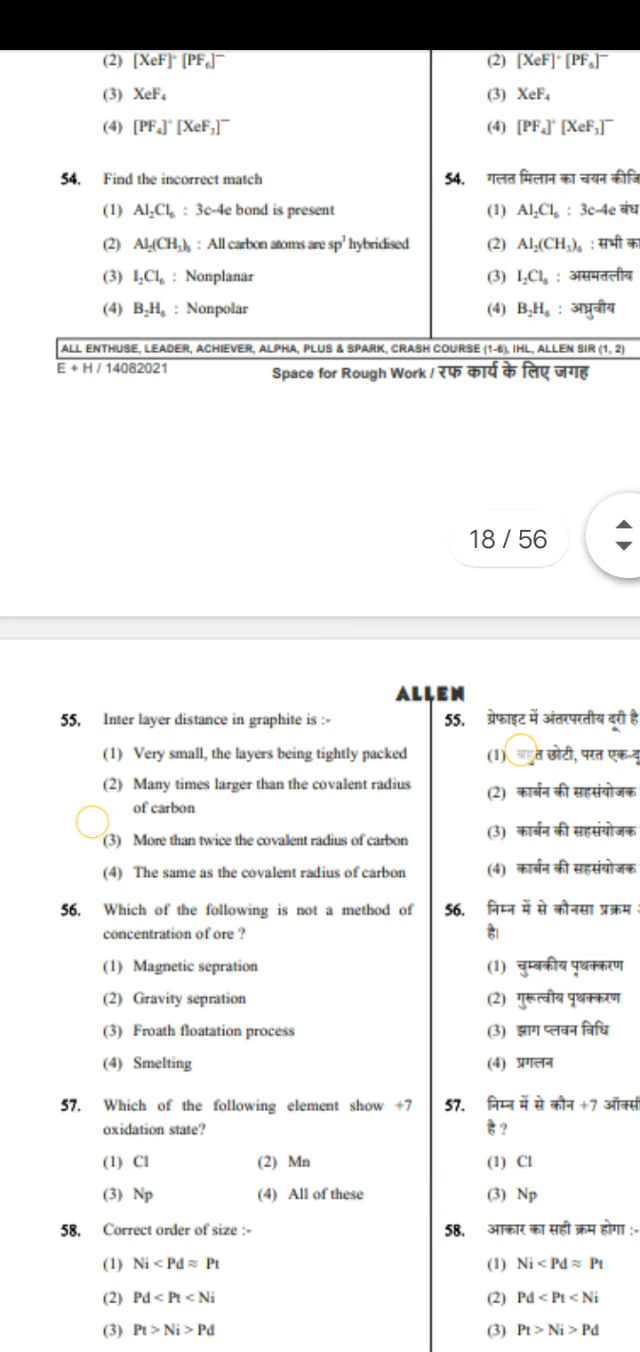 (2) [XeF]⁺ [PF₆]⁻
(3) XeF₄
(4) [PF₄]⁺ [XeF₃]⁻
54. Find the incorrect match
(1) Al₂Cl₆ : 3c-4e bond is present
(2) Al₂(CH₃)₆ : All carbon atoms are sp³ hybridised
(3) I₂Cl₆ : Nonplanar
(4) B₂H₆ : Nonpolar
(2) [XeF]⁺ [PF₆]⁻
(3) XeF₄
(4) [PF₄]⁺ [XeF₃]⁻
54. गलत मिलान का चयन
(1) Al₂Cl₆ : 3c-4e
(2) Al₂(CH₃)₆ : सभी
(3) I₂Cl₆ : असमतलीय
(4) B₂H₆ : अध्रुवीय
ALL ENTHUSE, LEADER, ACHIEVER, ALPHA, PLUS & SPARK, CRASH COURSE (1-6), IHL, ALLEN SIR (1, 2)
E + H / 14082021
Space for Rough Work / रफ कार्य के लिए जगह
18 / 56
ALLEN
55. Inter layer distance in graphite is :-
(1) Very small, the layers being tightly packed
(2) Many times larger than the covalent radius
of carbon
(3) More than twice the covalent radius of carbon
(4) The same as the covalent radius of carbon
56. Which of the following is not a method of
concentration of ore ?
(1) Magnetic sepration
(2) Gravity sepration
(3) Froath floatation process
(4) Smelting
57. Which of the following element show +7
oxidation state?
(1) Cl (2) Mn
(3) Np (4) All of these
58. Correct order of size :-
(1) Ni < Pd ≈ Pt
(2) Pd < Pt < Ni
(3) Pt > Ni > Pd
55. ग्रेफाइट में अंतरपरतीय दूरी है
(1) बहुत छोटी, परत
(2) कार्बन की सहसंयोजक
(3) कार्बन की सहसंयोजक
(4) कार्बन की सहसंयोजक
56. निम्न में से कौनसा प्रक्रम
है।
(1) चुम्बकीय पृथक्करण
(2) गुरूत्वीय पृथक्करण
(3) झाग प्लवन विधि
(4) प्रगलन
57. निम्न में से कौन +7
है ?
(1) Cl
(3) Np
58. आकार का सही क्रम होगा :-
(1) Ni < Pd ≈ Pt
(2) Pd < Pt < Ni
(3) Pt > Ni > Pd